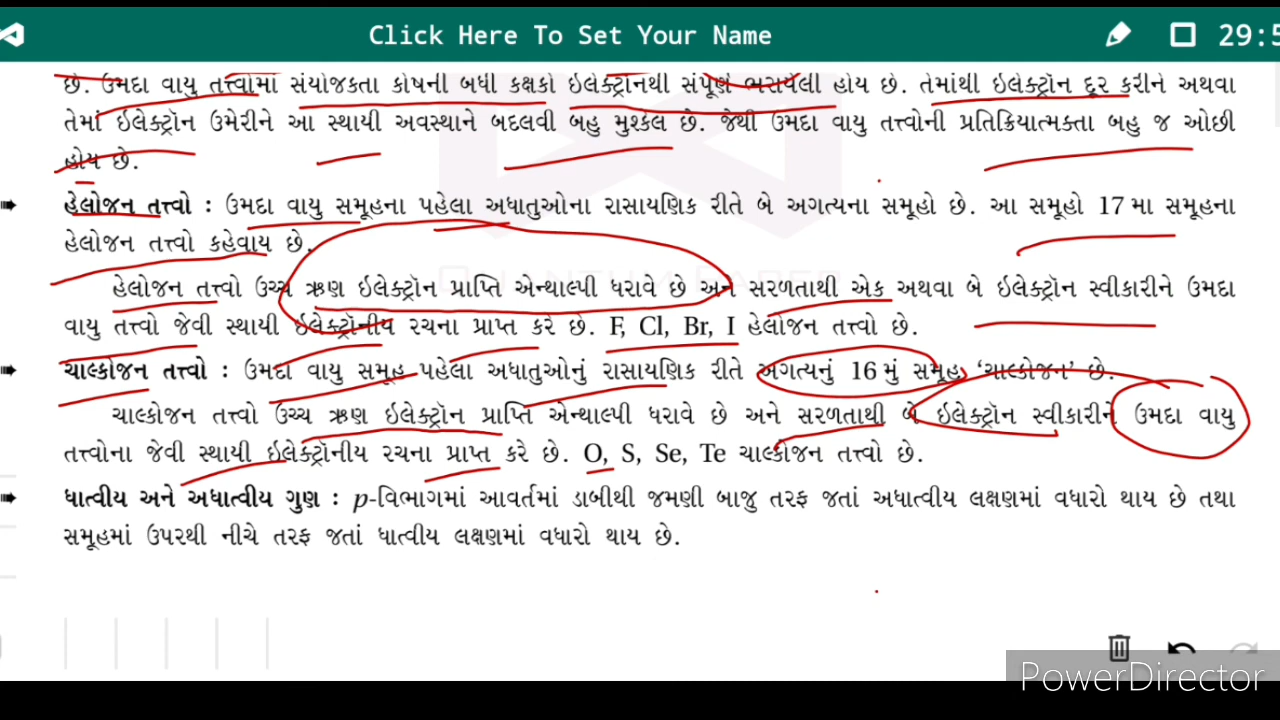 Click Here To Set Your Name
29:5
છે. ઉમદા વાયુ તત્ત્વોમાં સંયોજકતા કોષની બધી કક્ષકો ઇલેક્ટ્રૉનથી સંપૂર્ણ ભરાયેલી હોય છે. તેમાંથી ઇલેક્ટ્રૉન દૂર કરીને અથવા
તેમાં ઇલેક્ટ્રૉન ઉમેરીને આ સ્થાયી અવસ્થાને બદલવી બહુ મુશ્કેલ છે. જેથી ઉમદા વાયુ તત્ત્વોની પ્રતિક્રિયાત્મક્તા બહુ જ ઓછી
હોય છે.
➠ હેલોજન તત્ત્વો : ઉમદા વાયુ સમૂહના પહેલા અધાતુઓના રાસાયણિક રીતે બે અગત્યના સમૂહો છે. આ સમૂહો 17 મા સમૂહના
હેલોજન તત્ત્વો કહેવાય છે.
હેલોજન તત્ત્વો ઉચ્ચ ઋણ ઇલેક્ટ્રૉન પ્રાપ્તિ એન્થાલ્પી ધરાવે છે અને સરળતાથી એક અથવા બે ઇલેક્ટ્રૉન સ્વીકારીને ઉમદા
વાયુ તત્ત્વો જેવી સ્થાયી ઇલેક્ટ્રૉનીય રચના પ્રાપ્ત કરે છે. F, Cl, Br, I હેલોજન તત્ત્વો છે.
➠ ચાલ્કોજન તત્ત્વો : ઉમદા વાયુ સમૂહ પહેલા અધાતુઓનું રાસાયણિક રીતે અગત્યનું 16 મું સમૂહ ‘ચાલ્કોજન’ છે.
ચાલ્કોજન તત્ત્વો ઉચ્ચ ઋણ ઇલેક્ટ્રૉન પ્રાપ્તિ એન્થાલ્પી ધરાવે છે અને સરળતાથી બે ઇલેક્ટ્રૉન સ્વીકારીને ઉમદા વાયુ
તત્ત્વોના જેવી સ્થાયી ઇલેક્ટ્રૉનીય રચના પ્રાપ્ત કરે છે. O, S, Se, Te ચાલ્કોજન તત્ત્વો છે.
➠ ધાત્વીય અને અધાત્વીય ગુણ : p-વિભાગમાં આવર્તમાં ડાબીથી જમણી બાજુ તરફ જતાં અધાત્વીય લક્ષણમાં વધારો થાય છે તથા
સમૂહમાં ઉપરથી નીચે તરફ જતાં ધાત્વીય લક્ષણમાં વધારો થાય છે.
PowerDirector